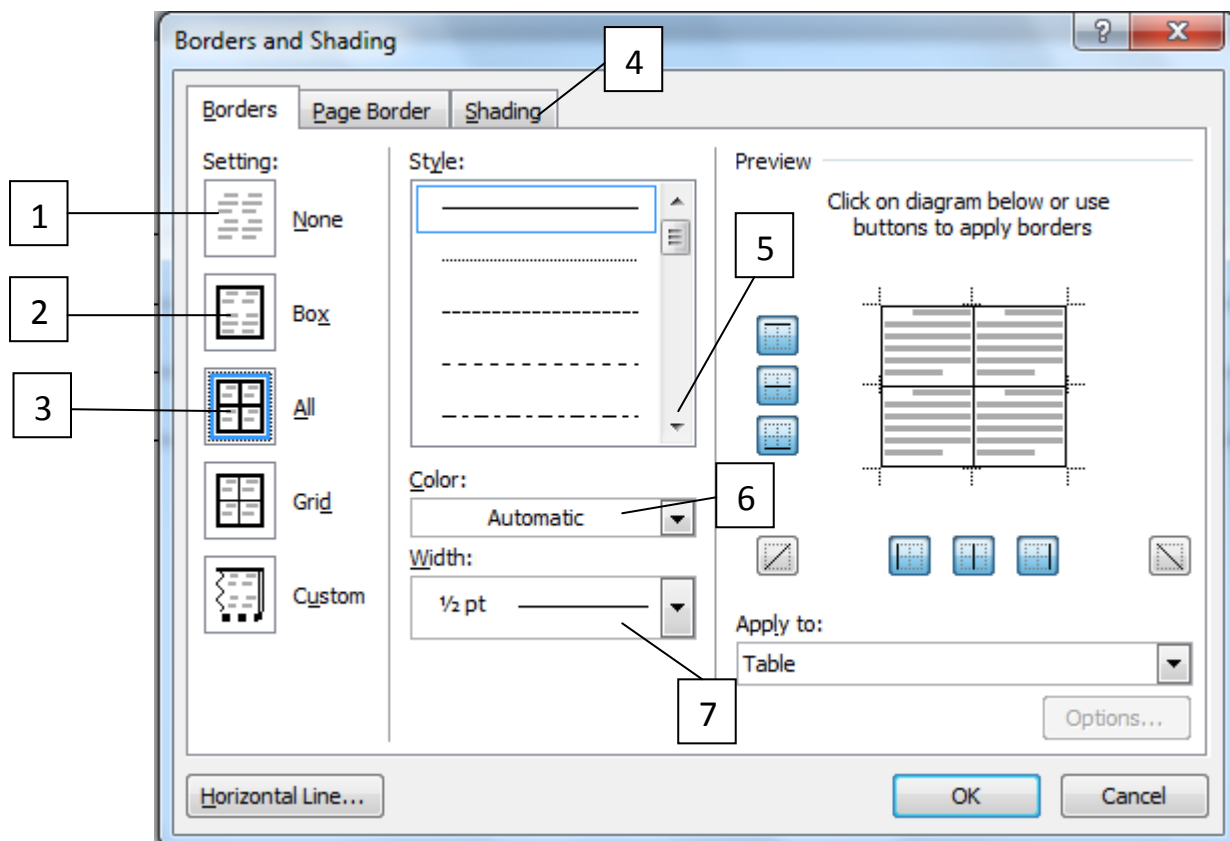 Borders and Shading
?
4
Borders
Page Border
Shading
Setting:
1
None
2
Box
3
All
Grid
Custom
Style:
5
Color:
Automatic
6
Width:
½ pt
7
Preview
Click on diagram below or use
buttons to apply borders
Apply to:
Table
Options...
Horizontal Line...
OK
Cancel